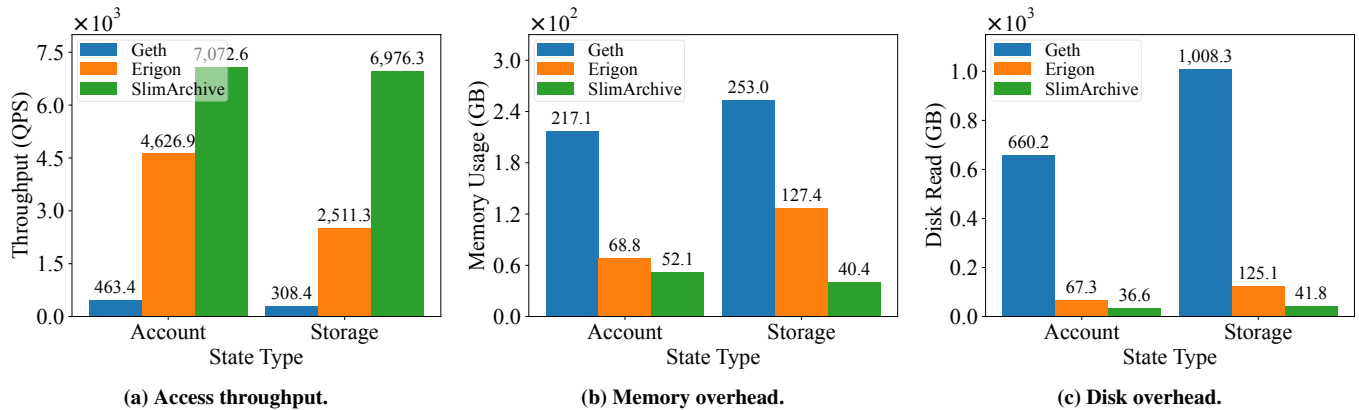 ×10³
Throughput (QPS)
7.5
6.0
4.5
3.0
1.5
0.0
Geth
Erigon
SlimArchive
463.4
4,626.9
7,072.6
308.4
2,511.3
6,976.3
Account
Storage
State Type
(a) Access throughput.
×10²
Memory Usage (GB)
3.0
2.4
1.8
1.2
0.6
0.0
Geth
Erigon
SlimArchive
217.1
68.8
52.1
253.0
127.4
40.4
Account
Storage
State Type
(b) Memory overhead.
×10³
Disk Read (GB)
1.0
0.8
0.6
0.4
0.2
0.0
Geth
Erigon
SlimArchive
660.2
67.3
36.6
1,008.3
125.1
41.8
Account
Storage
State Type
(c) Disk overhead.